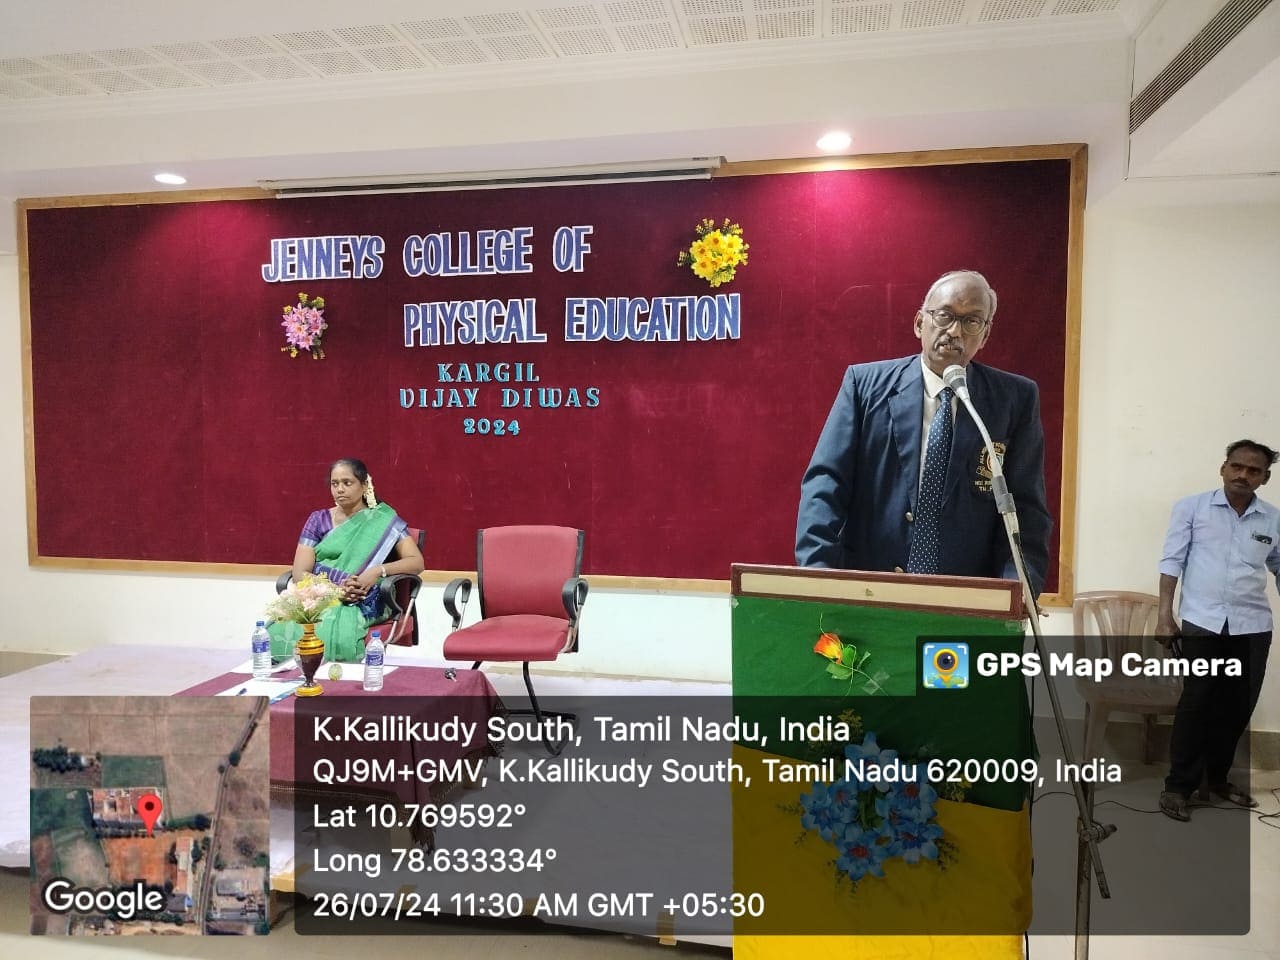 JENNEYS COLLEGE OF
PHYSICAL EDUCATION
KARGIL
VIJAY DIWAS
2024
GPS Map Camera
K.Kallikudy South, Tamil Nadu, India
QJ9M+GMV, K.Kallikudy South, Tamil Nadu 620009, India
Lat 10.769592°
Long 78.633334°
26/07/24 11:30 AM GMT +05:30
Google